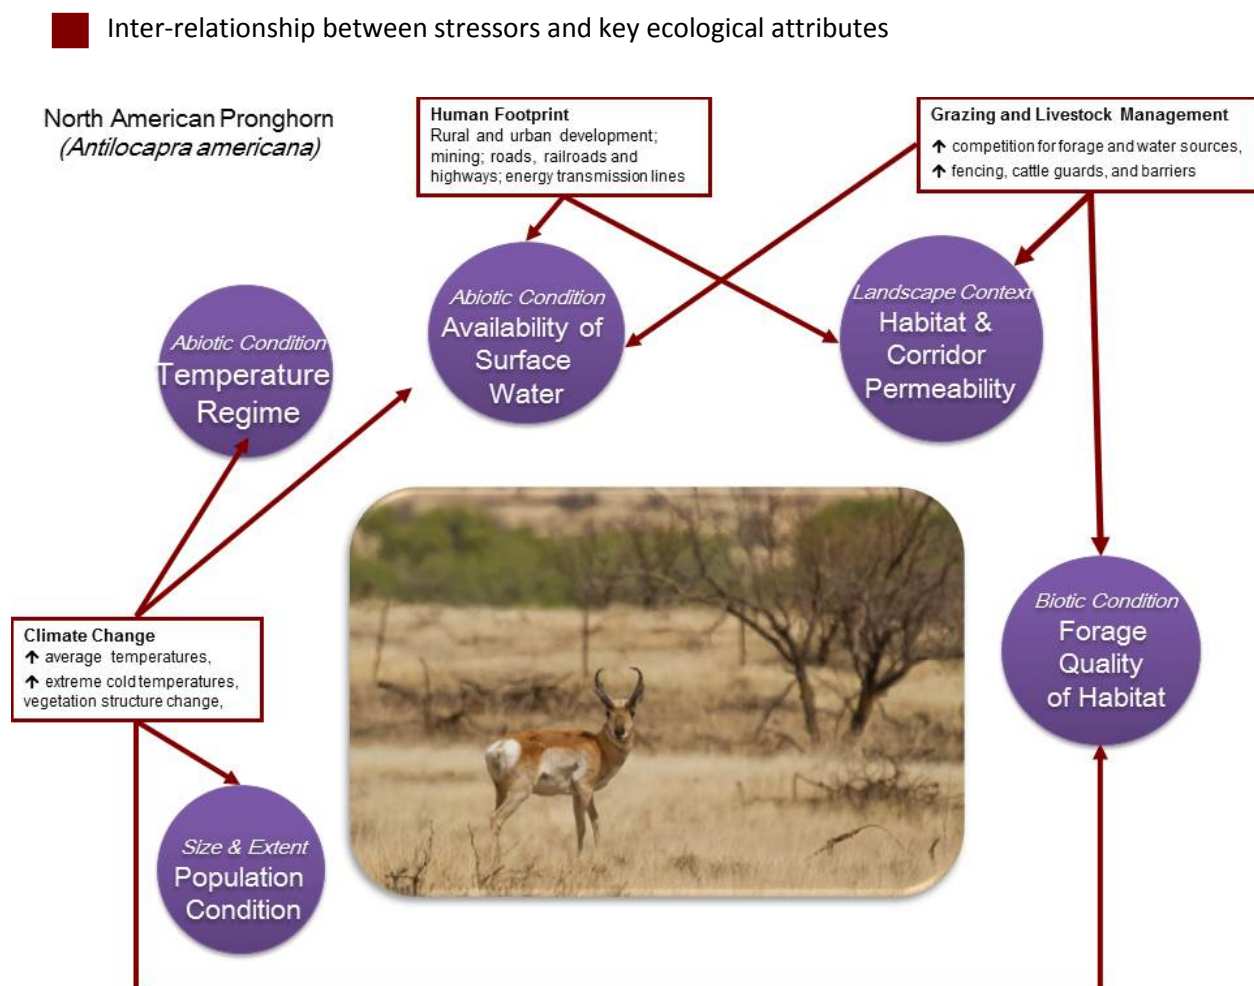 Inter-relationship between stressors and key ecological attributes
North American Pronghorn
(Antilocapra americana)
Human Footprint
Rural and urban development;
mining; roads, railroads and
highways; energy transmission lines
Grazing and Livestock Management
↑ competition for forage and water sources,
↑ fencing, cattle guards, and barriers
Abiotic Condition
Temperature
Regime
Abiotic Condition
Availability of
Surface
Water
Landscape Context
Habitat &
Corridor
Permeability
Climate Change
↑ average temperatures,
↑ extreme cold temperatures,
vegetation structure change,
Biotic Condition
Forage
Quality
of Habitat
Size & Extent
Population
Condition